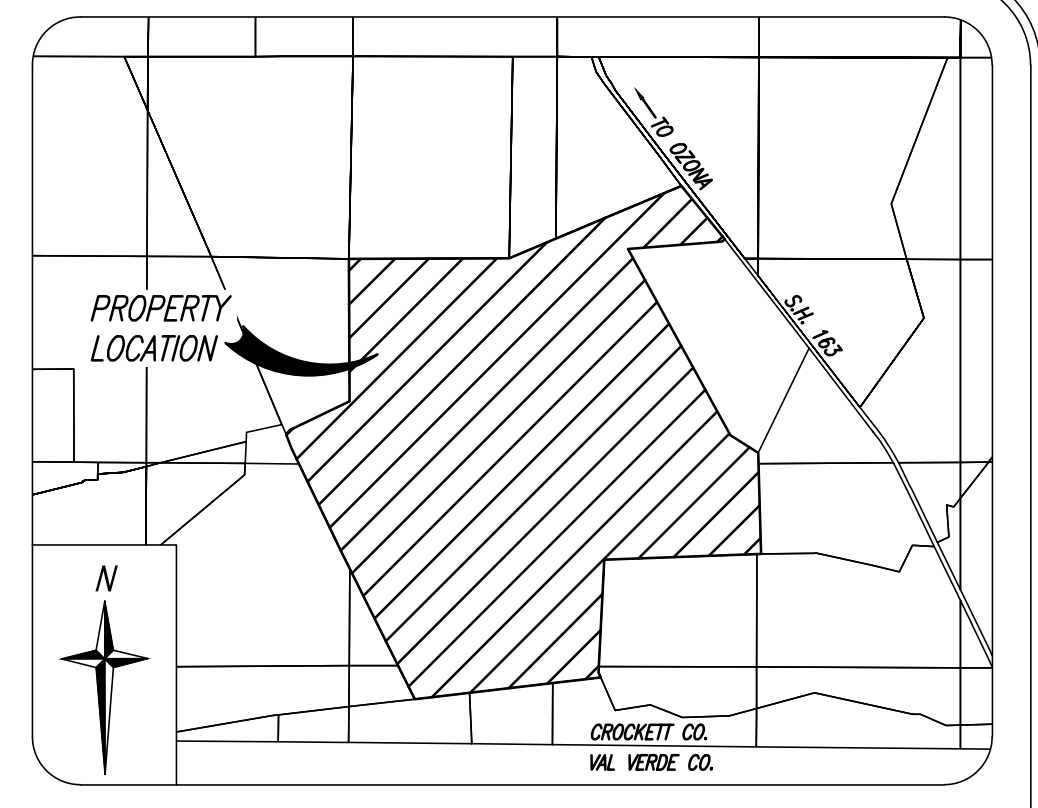 TO OZONA
S.H. 163
PROPERTY
LOCATION
N
CROCKETT CO.
VAL VERDE CO.